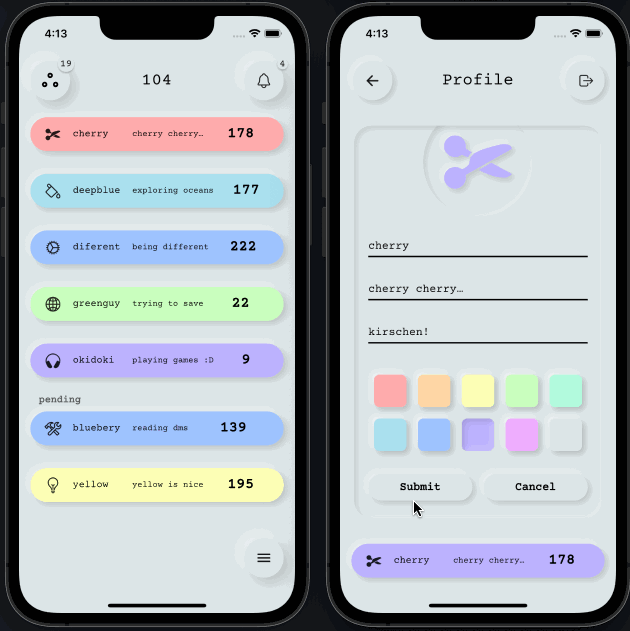 4:13
19
104
4
cherry cherry cherry… 178
deepblue exploring oceans 177
diferent being different 222
greenguy trying to save 22
okidoki playing games :D 9
pending
bluebery reading dms 139
yellow yellow is nice 195
4:13
Profile
cherry
cherry cherry…
kirschen!
Submit Cancel
cherry cherry cherry… 178